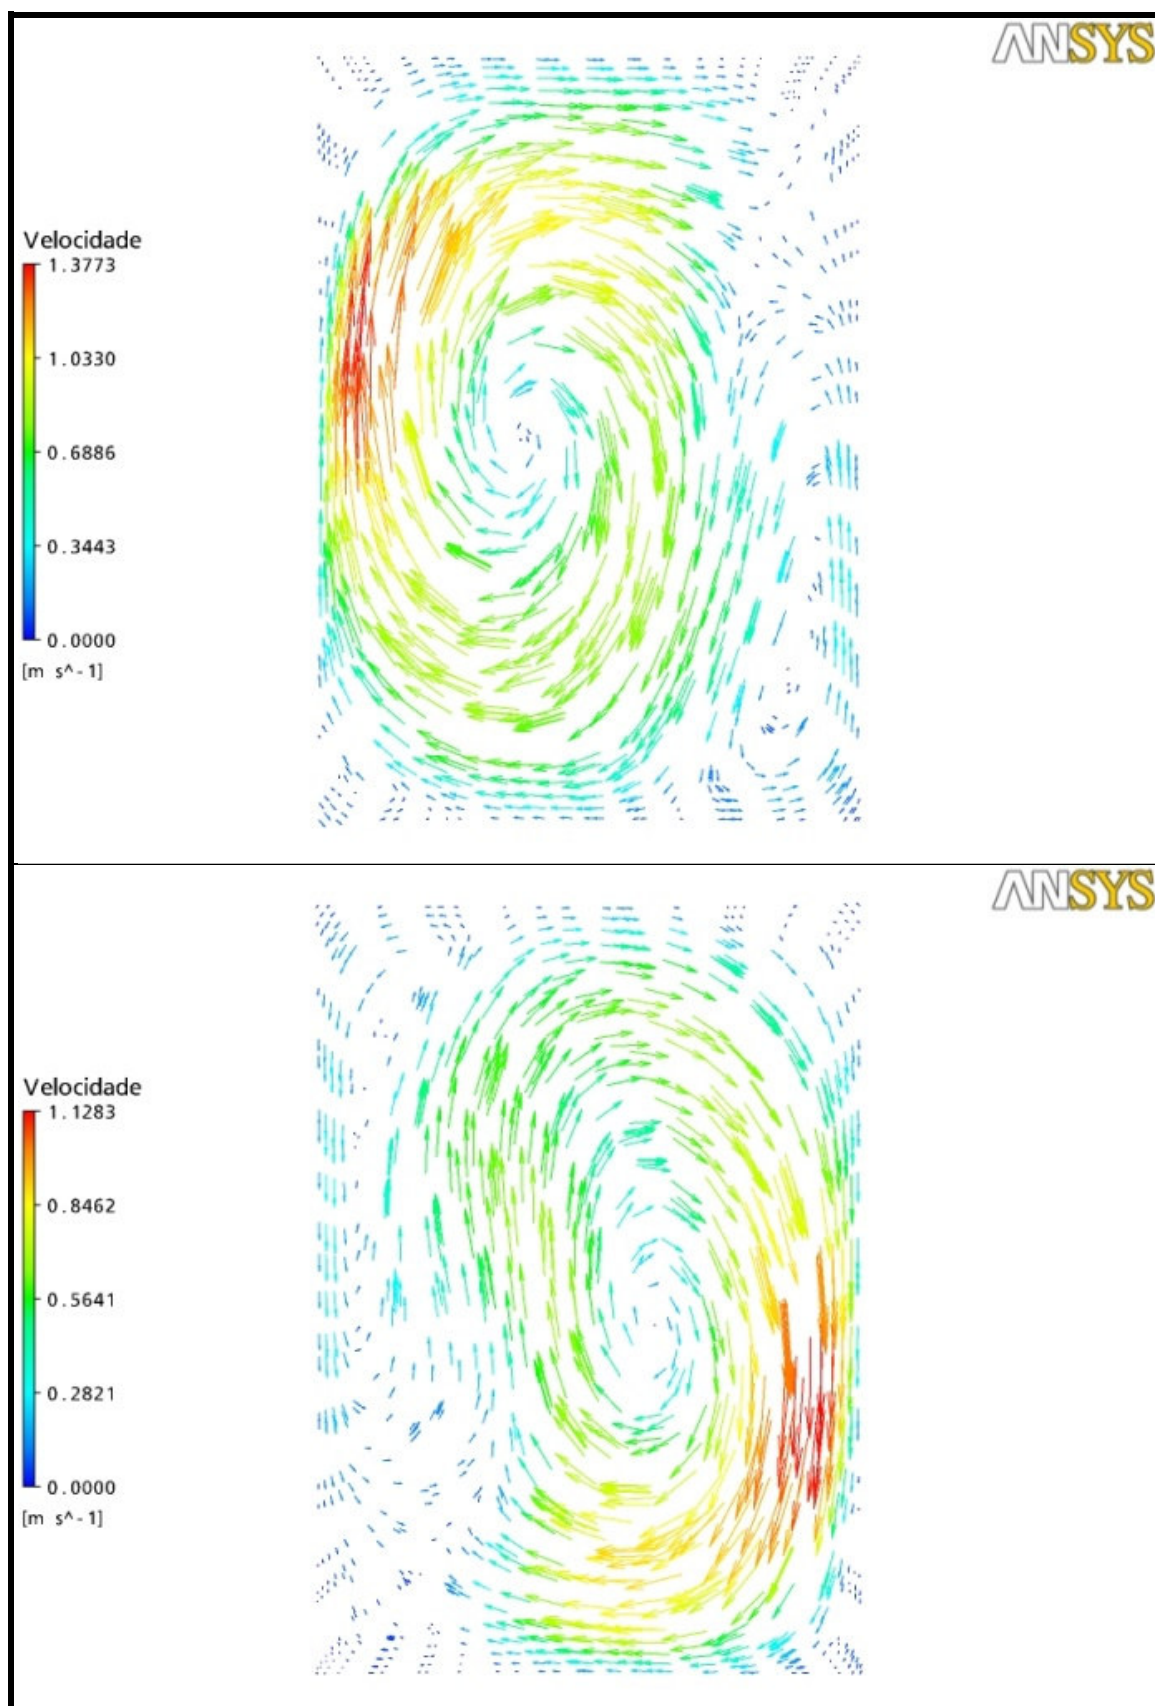 ANSYS
Velocidade
1.3773
1.0330
0.6886
0.3443
0.0000
[m s^-1]
ANSYS
Velocidade
1.1283
0.8462
0.5641
0.2821
0.0000
[m s^-1]